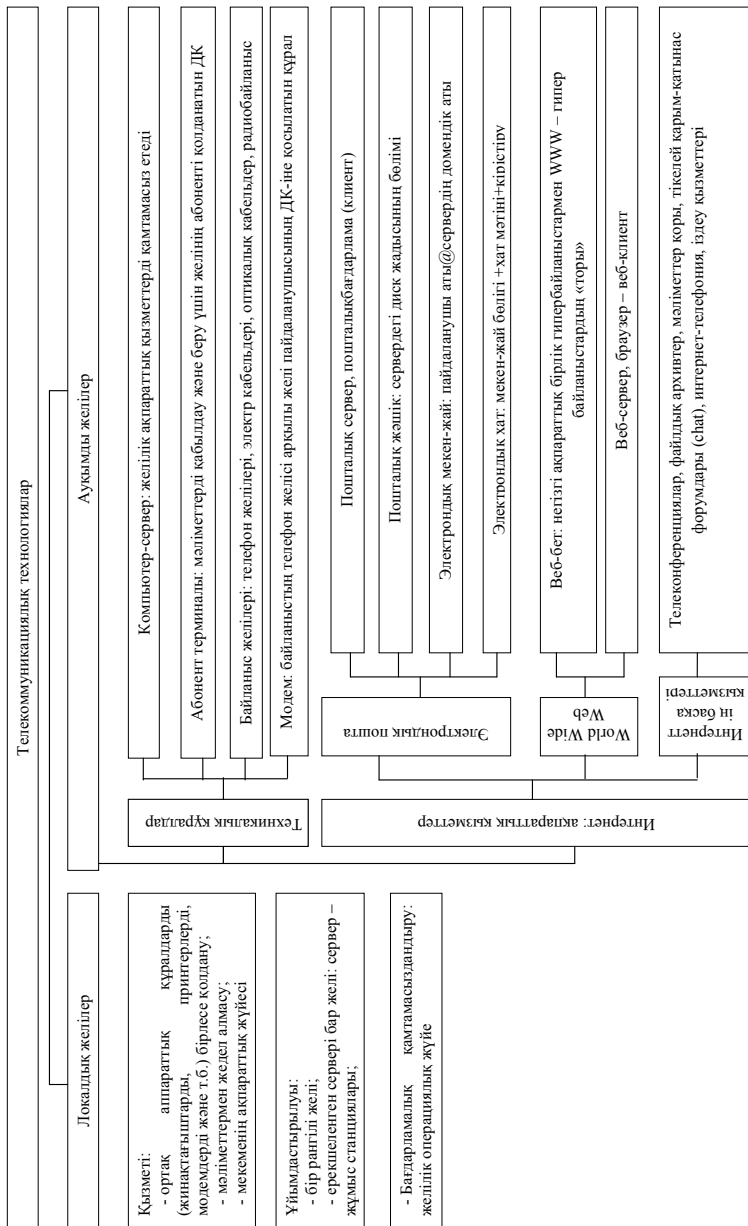 Телекоммуникациялық технологиялар
Локалдық желілер
Қызметі:
- ортақ аппараттық құралдарды
(жинақтағыштарды, принтерлерді,
модемдерді және т.б.) бірлесе қолдану;
- мәліметтермен жедел алмасу;
- мекеменің ақпараттық жүйесі
Ұйымдастырылуы:
- бір рангілі желі;
- ерекшеленген сервері бар желі: сервер –
жұмыс станциялары;
- Бағдарламалық қамтамасыздандыру:
желілік операциялық жүйе
Ауқымды желілер
Техникалық құралдар
Компьютер-сервер: желілік ақпараттық қызметтерді қамтамасыз етеді
Абонент терминалы: мәліметтерді қабылдау және беру үшін желінің абоненті қолданатын ДК
Байланыс желілері: телефон желілері, электр кабельдері, оптикалық кабельдер, радиобайланыс
Модем: байланыстың телефон желісі арқылы желі пайдаланушысының ДК-іне қосылатын құрал
Интернет: ақпараттық қызметтер
Электрондық пошта
Пошталық сервер, пошталықбағдарлама (клиент)
Пошталық жәшік: сервердегі диск жадысының бөлімі
Электрондық мекен-жай: пайдаланушы аты@сервердің домендік аты
Электрондық хат: мекен-жай бөлігі +хат мәтіні+кірістіру
World Wide
Web
Веб-бет: негізгі ақпараттық бірлік гипербайланыстармен WWW – гипер
байланыстардың «торы»
Веб-сервер, браузер – веб-клиент
Интернетт
ің басқа
қызметтері
Телеконференциялар, файлдық архивтер, мәліметтер қоры, тікелей қарым-қатынас
форумдары (chat), интернет-телефония, іздеу қызметтері